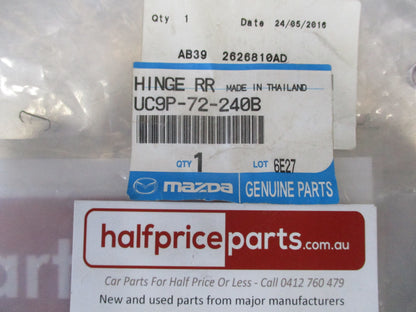 Qty 1 Date 24/05/2016
AB39 2626810AD
HINGE RR MADE IN THAILAND
UC9P-72-240B
QTY 1 LOT 6E27
mazda GENUINE PARTS
halfpriceparts.com.au
Car Parts For Half Price Or Less - Call 0412 760 479
New and used parts from major manufacturers